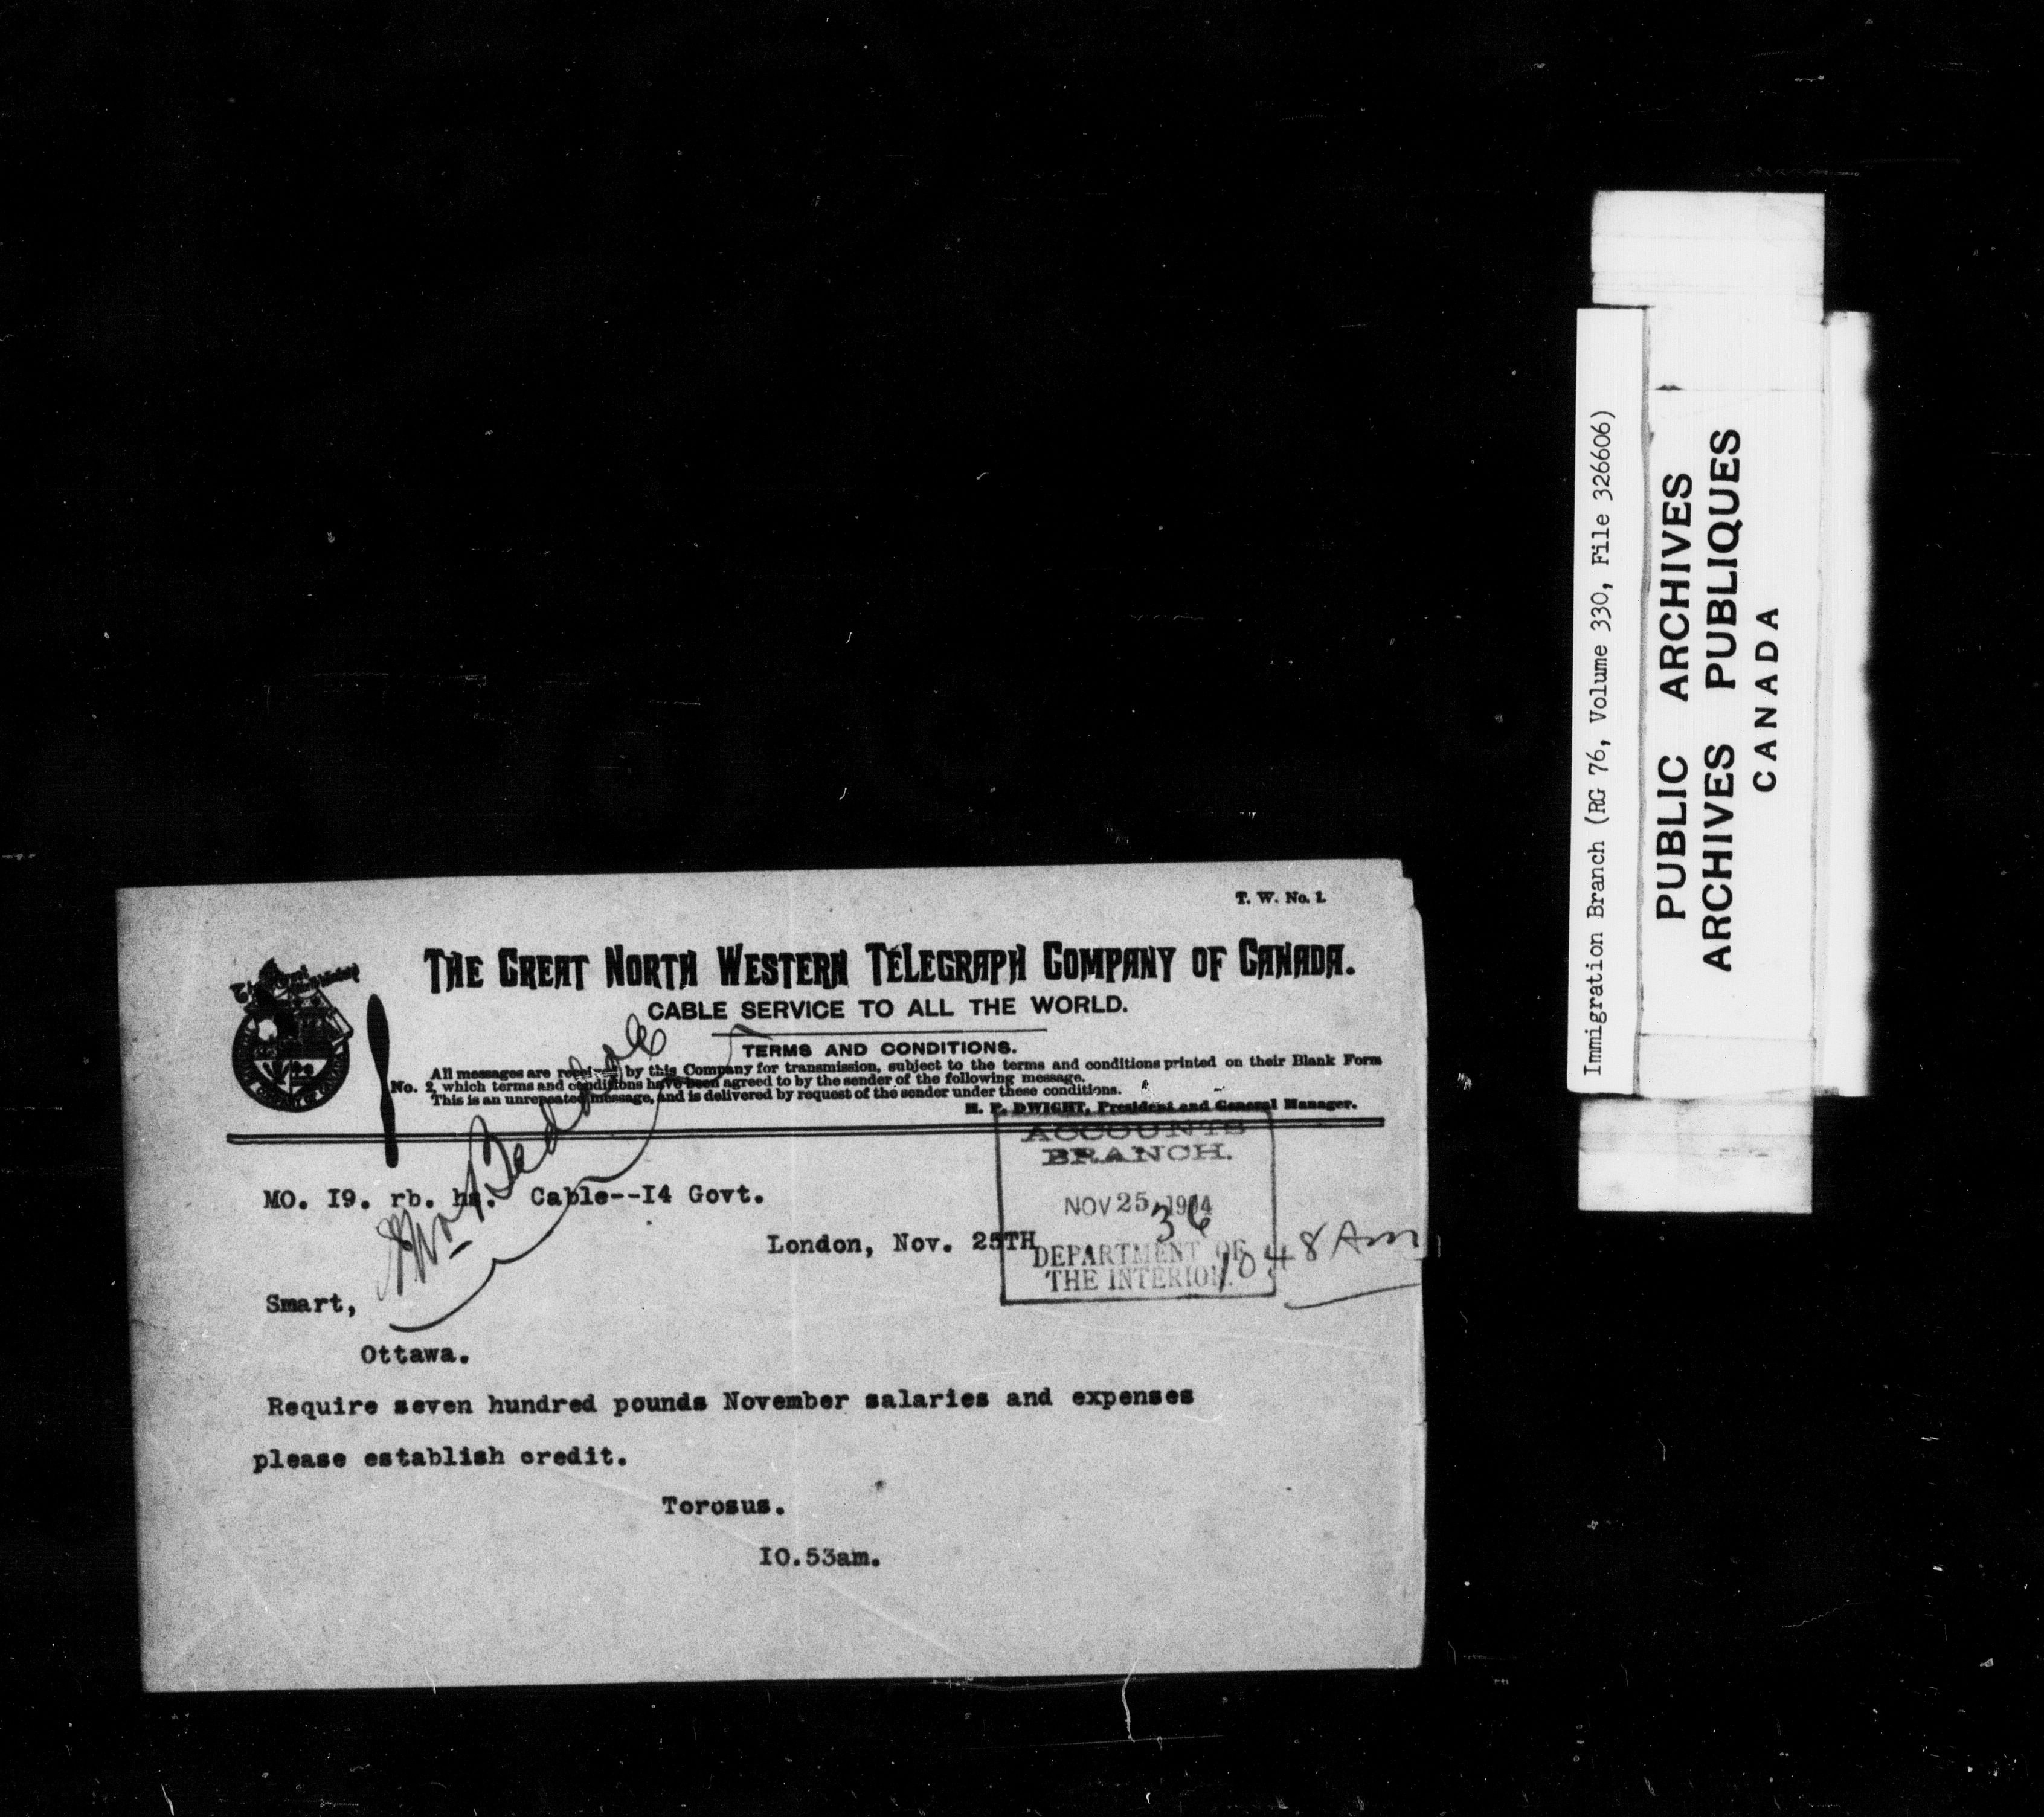 T. W. No. 1.
THE GREAT NORTH WESTERN TELEGRAPH COMPANY OF CANADA.
CABLE SERVICE TO ALL THE WORLD.
TERMS AND CONDITIONS.
All messages are received by this Company for transmission, subject to the terms and conditions printed on their Blank Form
No. 2, which terms and conditions have been agreed to by the sender of the following message.
This is an unrepeated message, and is delivered by request of the sender under these conditions.
H. P. DWIGHT, President and General Manager.
ACCOUNTS
BRANCH.
NOV 25 1904
36
DEPARTMENT OF
THE INTERIOR.
MO. I9. rb. hs. Cable--I4 Govt.
London, Nov. 25TH
1048 Am
Smart,
Ottawa.
Require seven hundred pounds November salaries and expenses
please establish credit.
Torosus.
IO.53am.
Immigration Branch (RG 76, Volume 330, File 326606)
PUBLIC ARCHIVES
ARCHIVES PUBLIQUES
CANADA